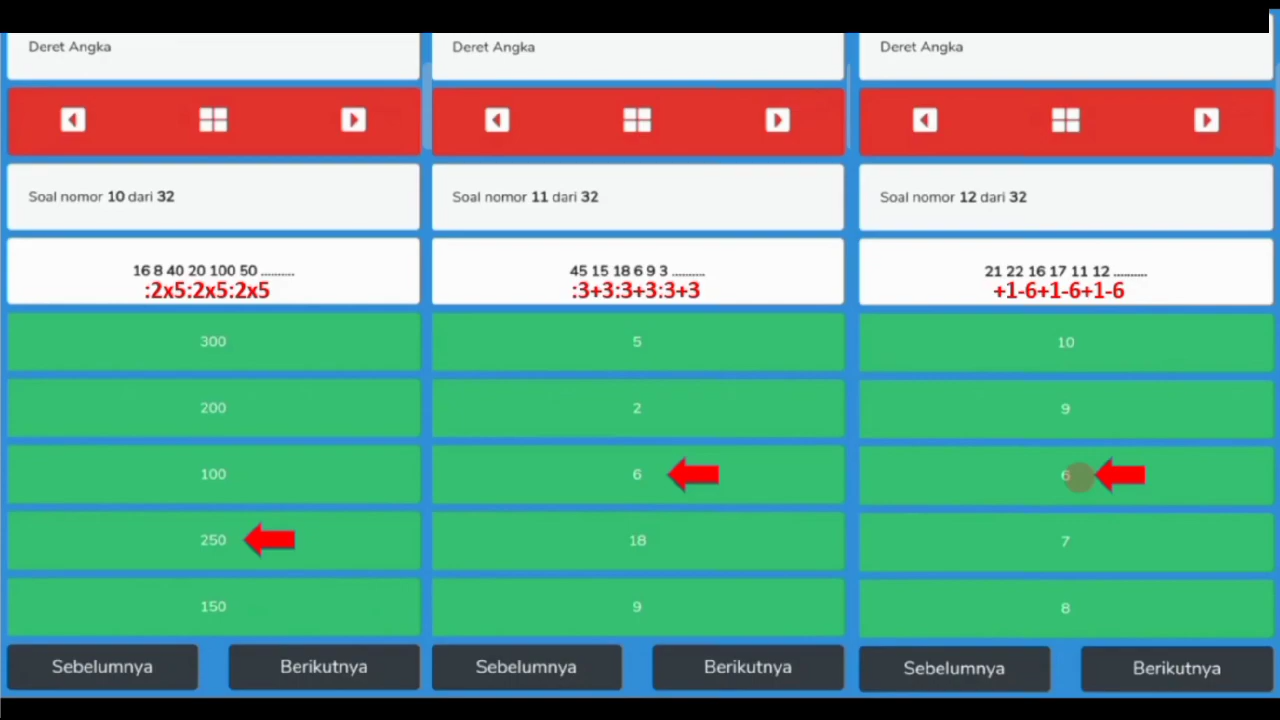 Deret Angka
Soal nomor 10 dari 32
16 8 40 20 100 50 ..........
:2x5:2x5:2x5
300
200
100
250
150
Sebelumnya
Berikutnya
Deret Angka
Soal nomor 11 dari 32
45 15 18 6 9 3 ..........
:3+3:3+3:3+3
5
2
6
18
9
Sebelumnya
Berikutnya
Deret Angka
Soal nomor 12 dari 32
21 22 16 17 11 12 ..........
+1-6+1-6+1-6
10
9
6
7
8
Sebelumnya
Berikutnya